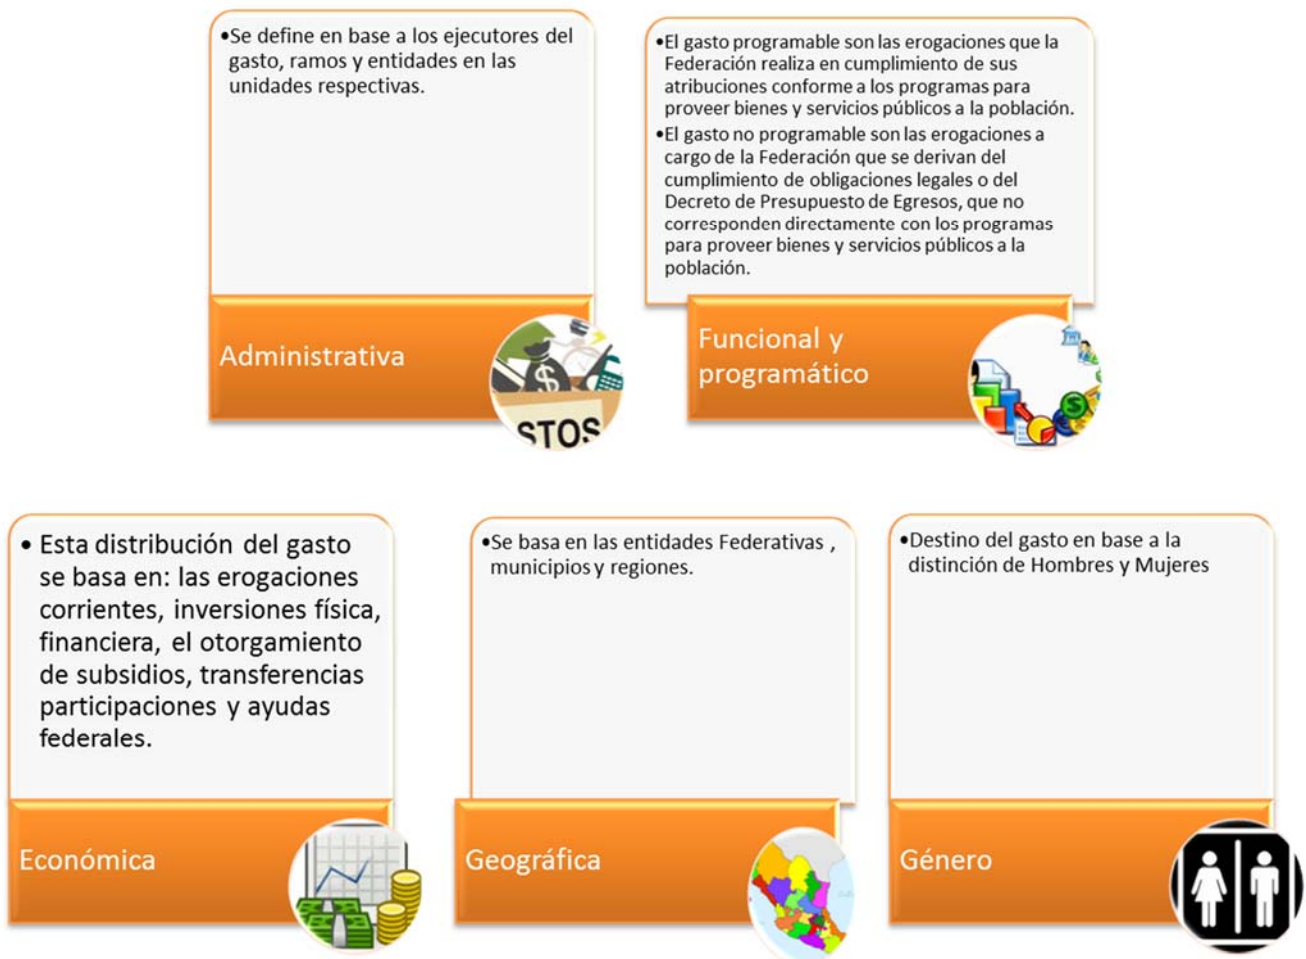 •Se define en base a los ejecutores del
gasto, ramos y entidades en las
unidades respectivas.
Administrativa
STOS
•El gasto programable son las erogaciones que la
Federación realiza en cumplimiento de sus
atribuciones conforme a los programas para
proveer bienes y servicios públicos a la población.
•El gasto no programable son las erogaciones a
cargo de la Federación que se derivan del
cumplimiento de obligaciones legales o del
Decreto de Presupuesto de Egresos, que no
corresponden directamente con los programas
para proveer bienes y servicios públicos a la
población.
Funcional y
programático
• Esta distribución del gasto
se basa en: las erogaciones
corrientes, inversiones física,
financiera, el otorgamiento
de subsidios, transferencias
participaciones y ayudas
federales.
Económica
•Se basa en las entidades Federativas ,
municipios y regiones.
Geográfica
•Destino del gasto en base a la
distinción de Hombres y Mujeres
Género